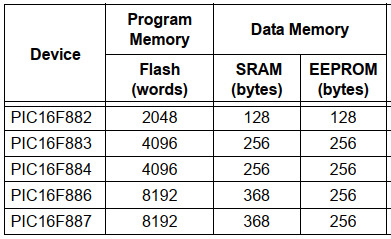 Device
Program Memory
Data Memory
Flash (words)
SRAM (bytes)
EEPROM (bytes)
PIC16F882 2048 128 128
PIC16F883 4096 256 256
PIC16F884 4096 256 256
PIC16F886 8192 368 256
PIC16F887 8192 368 256